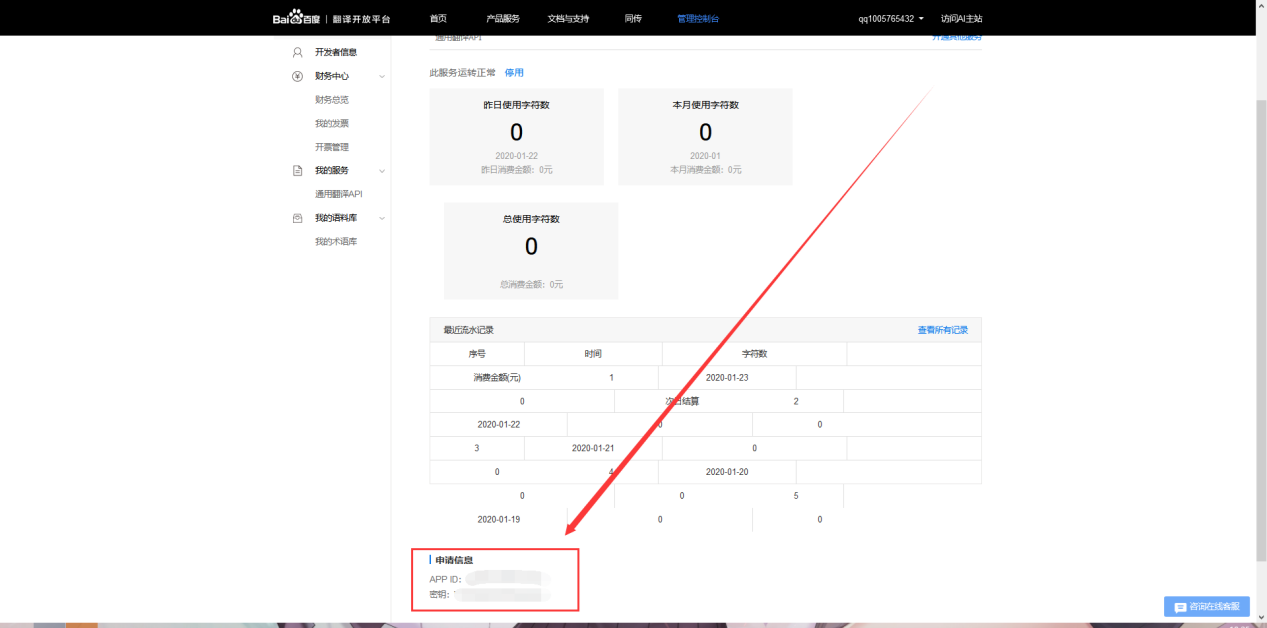 Bai百度 | 翻译开放平台 首页 产品服务 文档与支持 同传 管理控制台 qq1005765432 访问AI主站
通用翻译API 开通其他服务
开发者信息
财务中心
财务总览
我的发票
开票管理
我的服务
通用翻译API
我的语料库
我的术语库
此服务运转正常 停用
昨日使用字符数
0
2020-01-22
昨日消费金额：0元
本月使用字符数
0
2020-01
本月消费金额：0元
总使用字符数
0
总消费金额：0元
最近流水记录 查看所有记录
序号 时间 字符数
消费金额(元) 1 2020-01-23
0 次日结算 2
2020-01-22 0 0
3 2020-01-21 0
0 4 2020-01-20
0 0 5
2020-01-19 0 0
申请信息
APP ID:
密钥:
咨询在线客服